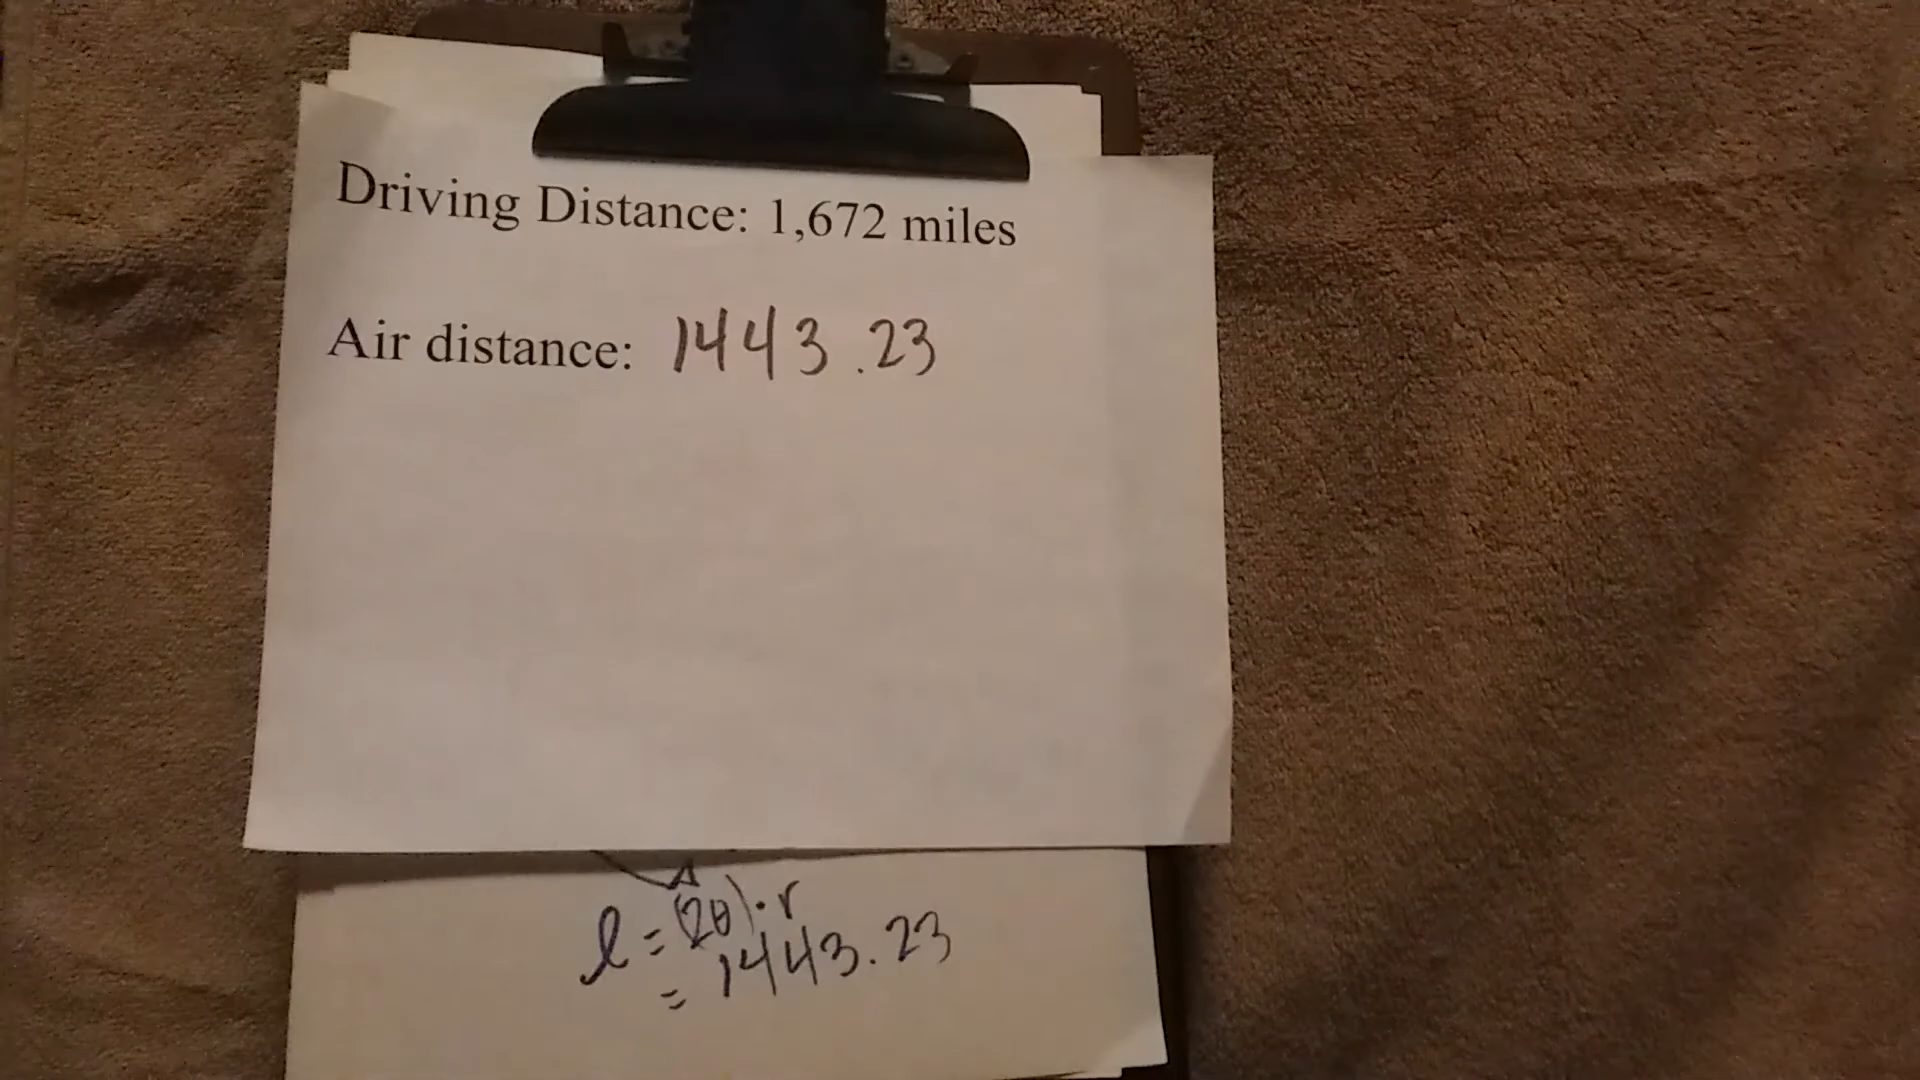 Driving Distance: 1,672 miles
Air distance: 1443.23
l = (2θ)·r
= 1443.23